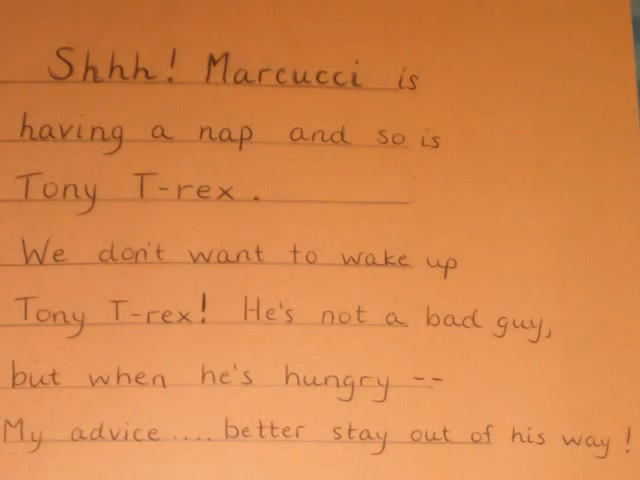 Shhh! Marcucci is
having a nap and so is
Tony T-rex.
We don't want to wake up
Tony T-rex! He's not a bad guy,
but when he's hungry --
My advice.... better stay out of his way!